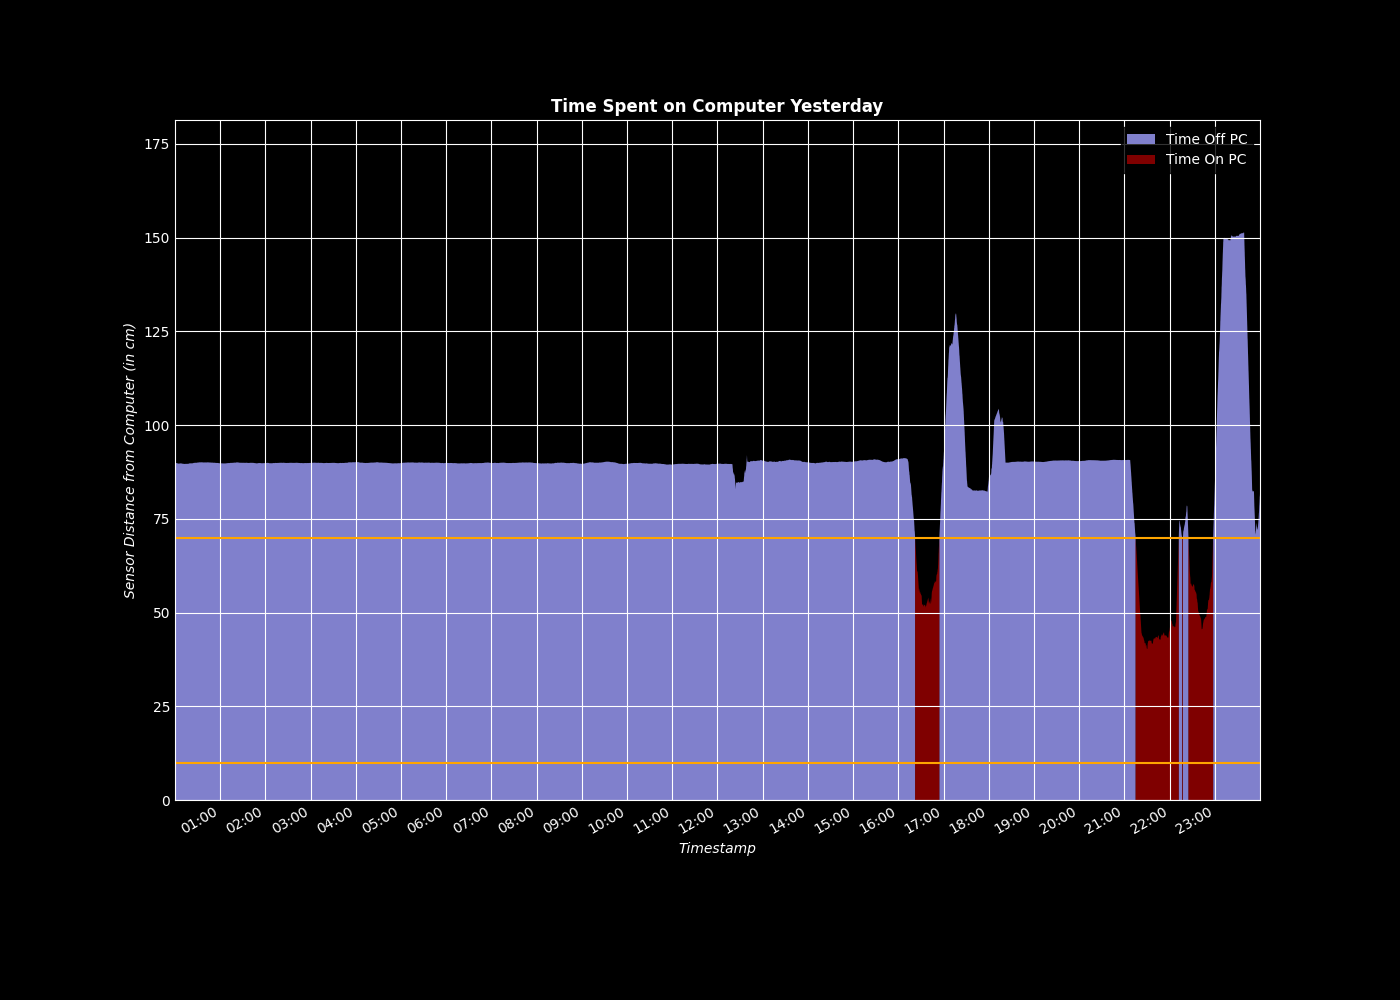 Time Spent on Computer Yesterday
Time Off PC
Time On PC
Sensor Distance from Computer (in cm)
175
150
125
100
75
50
25
0
01:00 02:00 03:00 04:00 05:00 06:00 07:00 08:00 09:00 10:00 11:00 12:00 13:00 14:00 15:00 16:00 17:00 18:00 19:00 20:00 21:00 22:00 23:00
Timestamp